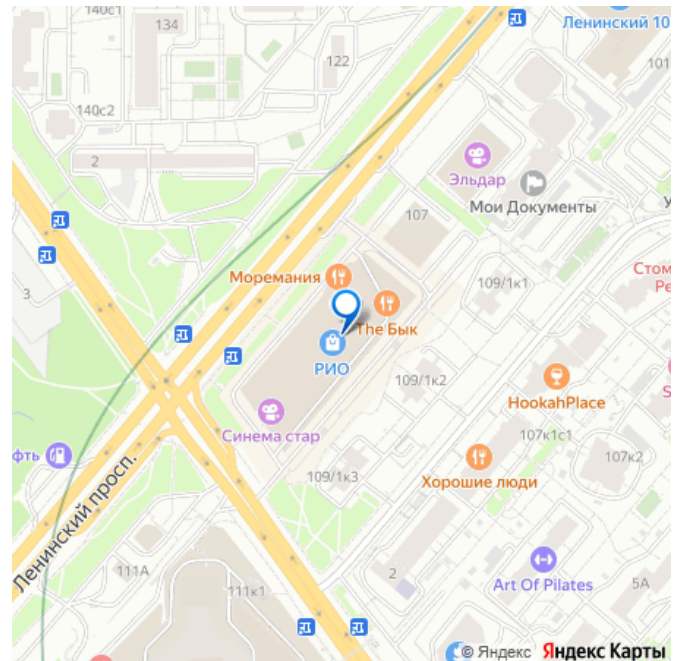 140с1
134
Ленинский 10
122
101
140с2
2
Эльдар
Мои Документы
107
3
Моремания
109/1к1
The Бык
РИО
109/1к2
HookahPlace
Синема стар
107к1с1
фть
107к2
109/1к3
Хорошие люди
Ленинский просп.
111А
2
Art Of Pilates
5А
111к1
© Яндекс Яндекс Карты